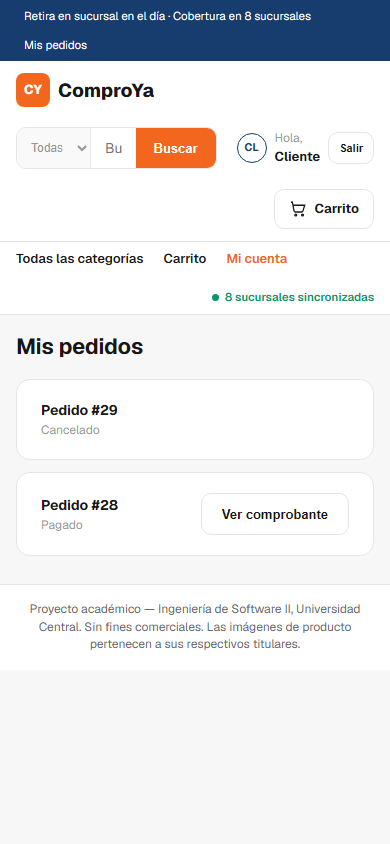 Retira en sucursal en el día · Cobertura en 8 sucursales
Mis pedidos
CY ComproYa
Todas Bu Buscar
CL Hola,
Cliente
Salir
Carrito
Todas las categorías Carrito Mi cuenta
8 sucursales sincronizadas
Mis pedidos
Pedido #29
Cancelado
Pedido #28
Pagado
Ver comprobante
Proyecto académico — Ingeniería de Software II, Universidad
Central. Sin fines comerciales. Las imágenes de producto
pertenecen a sus respectivos titulares.